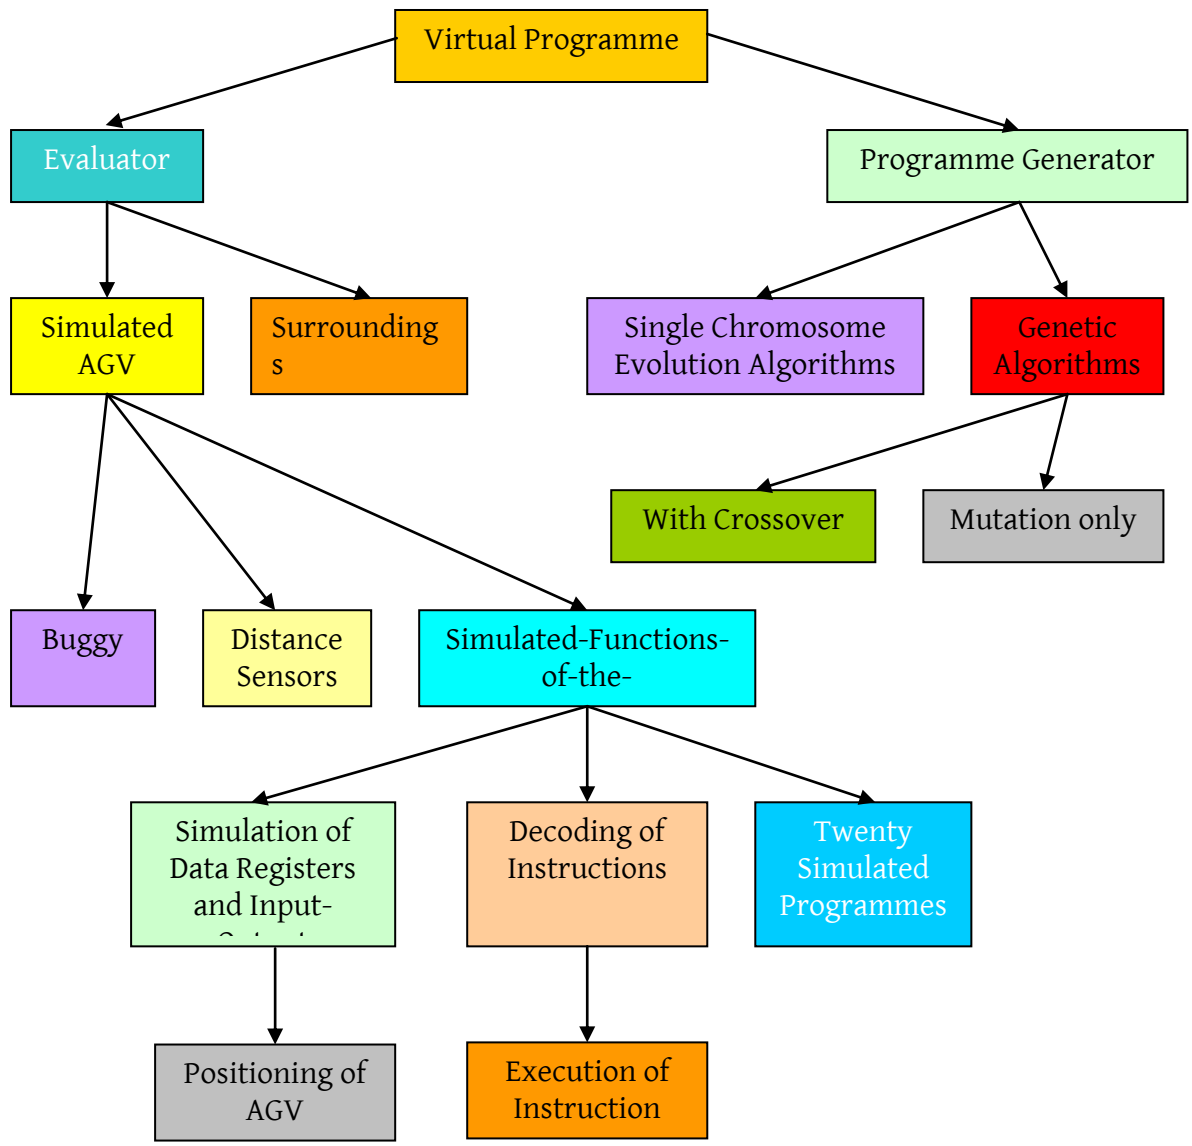 Virtual Programme
Evaluator
Programme Generator
Simulated
AGV
Surrounding
s
Single Chromosome
Evolution Algorithms
Genetic
Algorithms
With Crossover
Mutation only
Buggy
Distance
Sensors
Simulated-Functions-
of-the-
Simulation of
Data Registers
and Input-
Decoding of
Instructions
Twenty
Simulated
Programmes
Positioning of
AGV
Execution of
Instruction